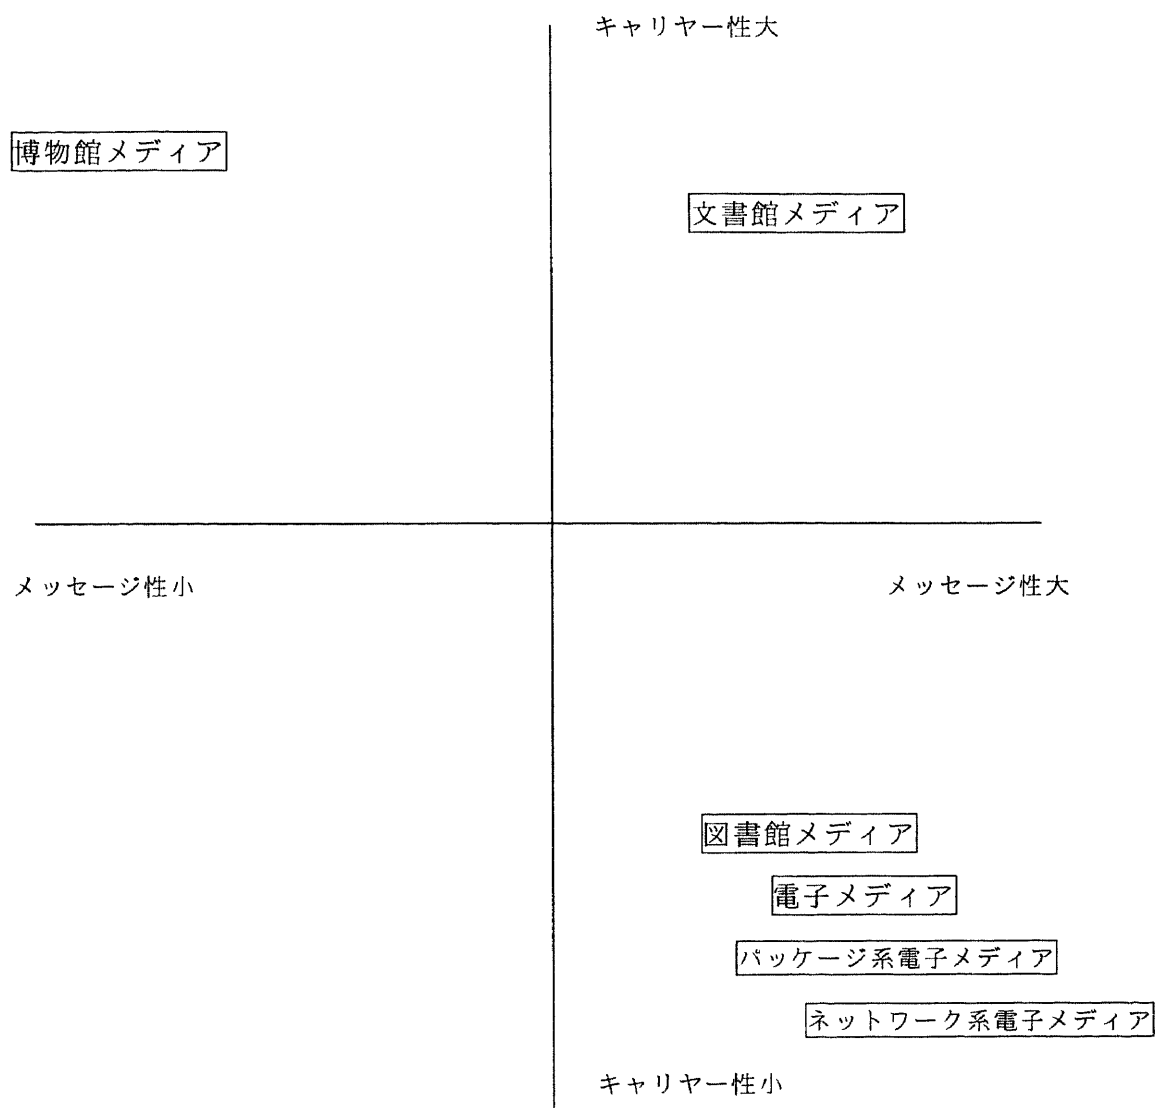 キャリヤー性大
博物館メディア
文書館メディア
メッセージ性小
メッセージ性大
図書館メディア
電子メディア
パッケージ系電子メディア
ネットワーク系電子メディア
キャリヤー性小